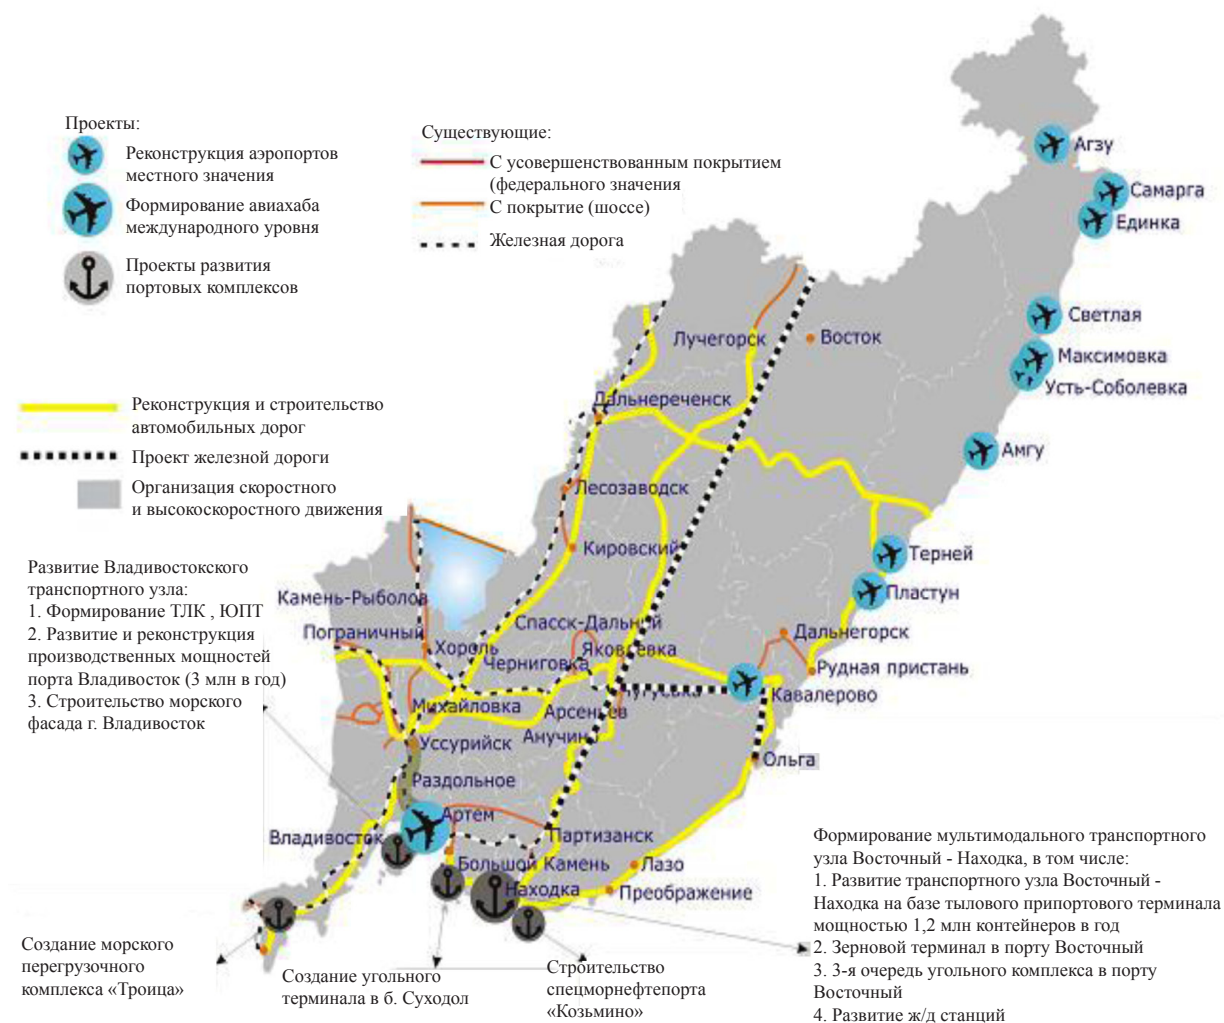 Проекты:
Реконструкция аэропортов
местного значения
Формирование авиахаба
международного уровня
Проекты развития
портовых комплексов
Существующие:
С усовершенствованным покрытием
(федерального значения
С покрытие (шоссе)
Железная дорога
Реконструкция и строительство
автомобильных дорог
Проект железной дороги
Организация скоростного
и высокоскоростного движения
Развитие Владивостокского
транспортного узла:
1. Формирование ТЛК , ЮПТ
2. Развитие и реконструкция
производственных мощностей
порта Владивосток (3 млн в год)
3. Строительство морского
фасада г. Владивосток
Агзу
Самарга
Единка
Светлая
Максимовка
Усть-Соболевка
Амгу
Лучегорск
Восток
Дальнереченск
Лесозаводск
Кировский
Терней
Пластун
Камень-Рыболов
Пограничный
Хороль
Спасск-Дальний
Черниговка
Яковлевка
Дальнегорск
Рудная пристань
Кавалерово
Михайловка
Арсеньев
Анучино
Уссурийск
Ольга
Раздольное
Артем
Владивосток
Партизанск
Большой Камень
Лазо
Находка
Преображение
Создание морского
перегрузочного
комплекса «Троица»
Создание угольного
терминала в б. Суходол
Строительство
спецморнефтепорта
«Козьмино»
Формирование мультимодального транспортного
узла Восточный - Находка, в том числе:
1. Развитие транспортного узла Восточный -
Находка на базе тылового припортового терминала
мощностью 1,2 млн контейнеров в год
2. Зерновой терминал в порту Восточный
3. 3-я очередь угольного комплекса в порту
Восточный
4. Развитие ж/д станций